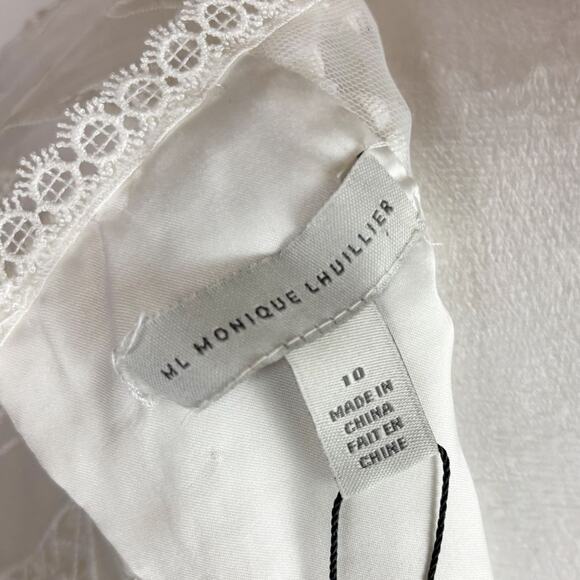 ML MONIQUE LHUILLIER
10
MADE IN
CHINA
FAIT EN
CHINE